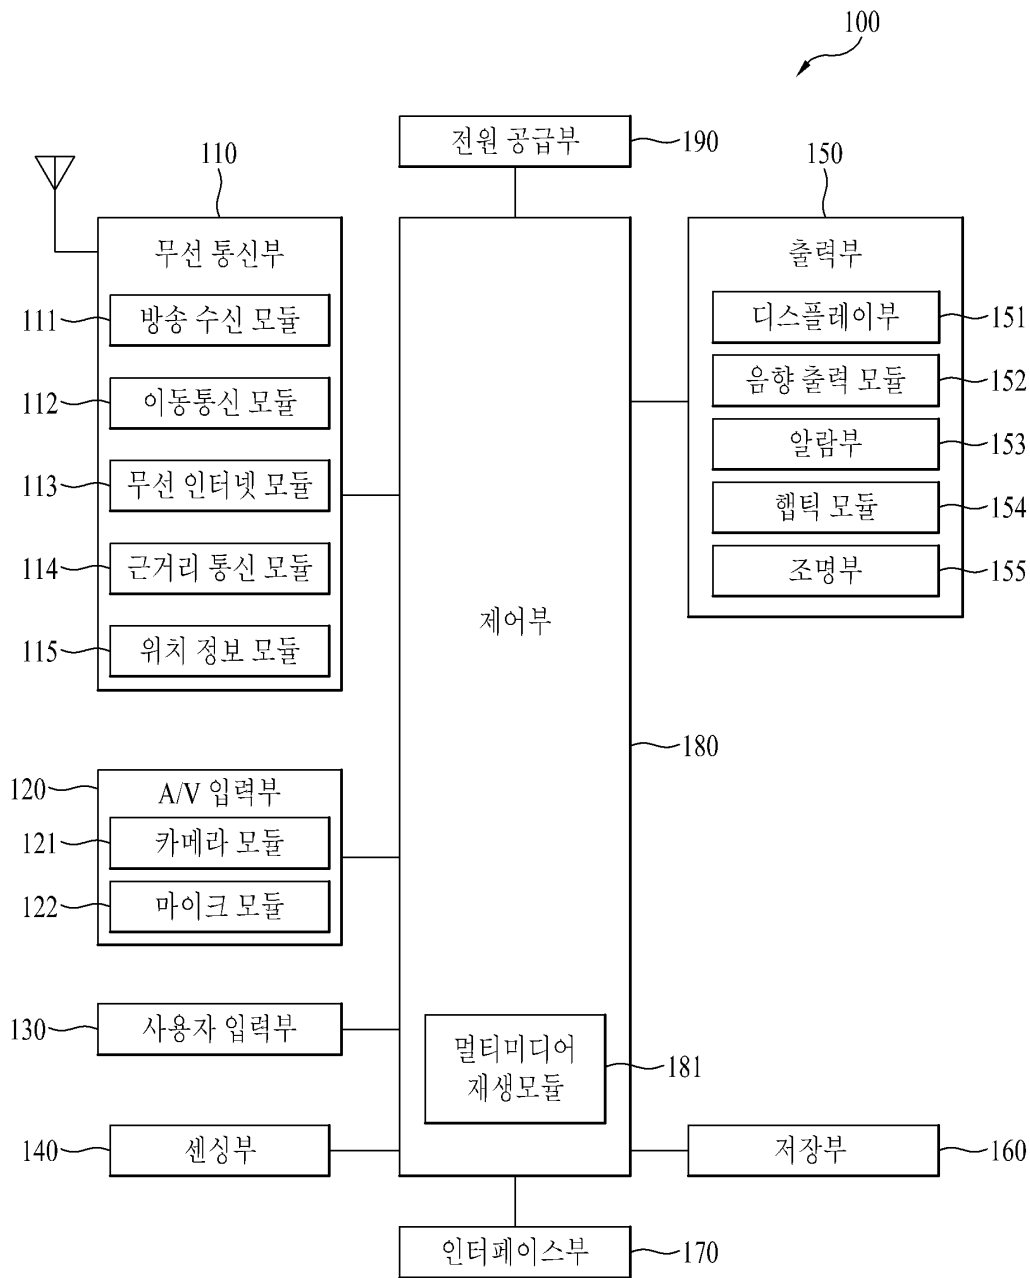 100
전원 공급부
190
110
무선 통신부
111
방송 수신 모듈
112
이동통신 모듈
113
무선 인터넷 모듈
114
근거리 통신 모듈
115
위치 정보 모듈
120
A/V 입력부
121
카메라 모듈
122
마이크 모듈
130
사용자 입력부
140
센싱부
제어부
180
멀티미디어
재생모듈
181
150
출력부
디스플레이부
151
음향 출력 모듈
152
알람부
153
햅틱 모듈
154
조명부
155
저장부
160
인터페이스부
170